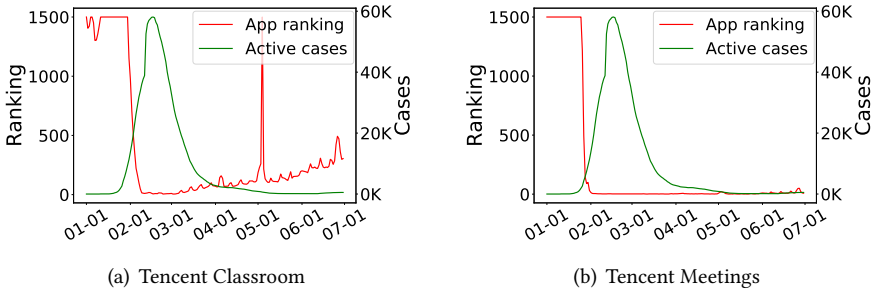 1500
1000
500
0
Ranking
App ranking
Active cases
60K
40K
20K
0K
Cases
01-01
02-01
03-01
04-01
05-01
06-01
07-01
(a) Tencent Classroom
1500
1000
500
0
Ranking
App ranking
Active cases
60K
40K
20K
0K
Cases
01-01
02-01
03-01
04-01
05-01
06-01
07-01
(b) Tencent Meetings